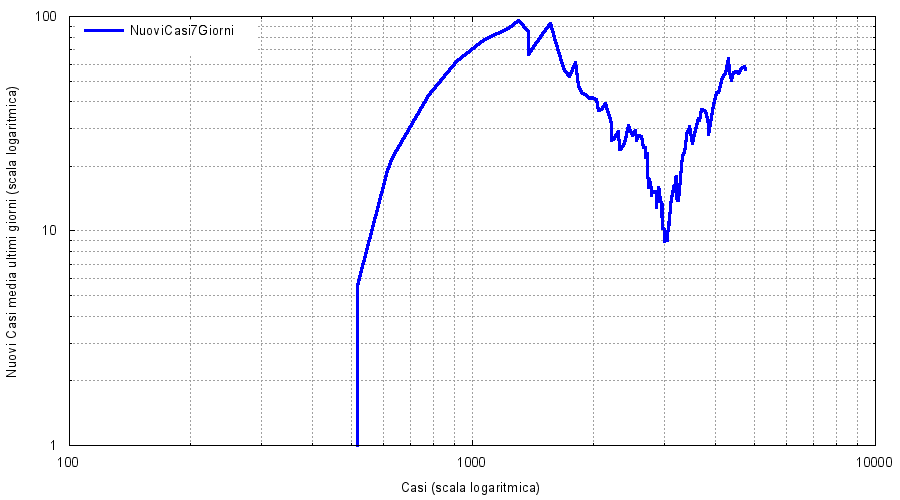 100
NuoviCasi7Giorni
10
1
100
1000
10000
Nuovi Casi media ultimi giorni (scala logaritmica)
Casi (scala logaritmica)